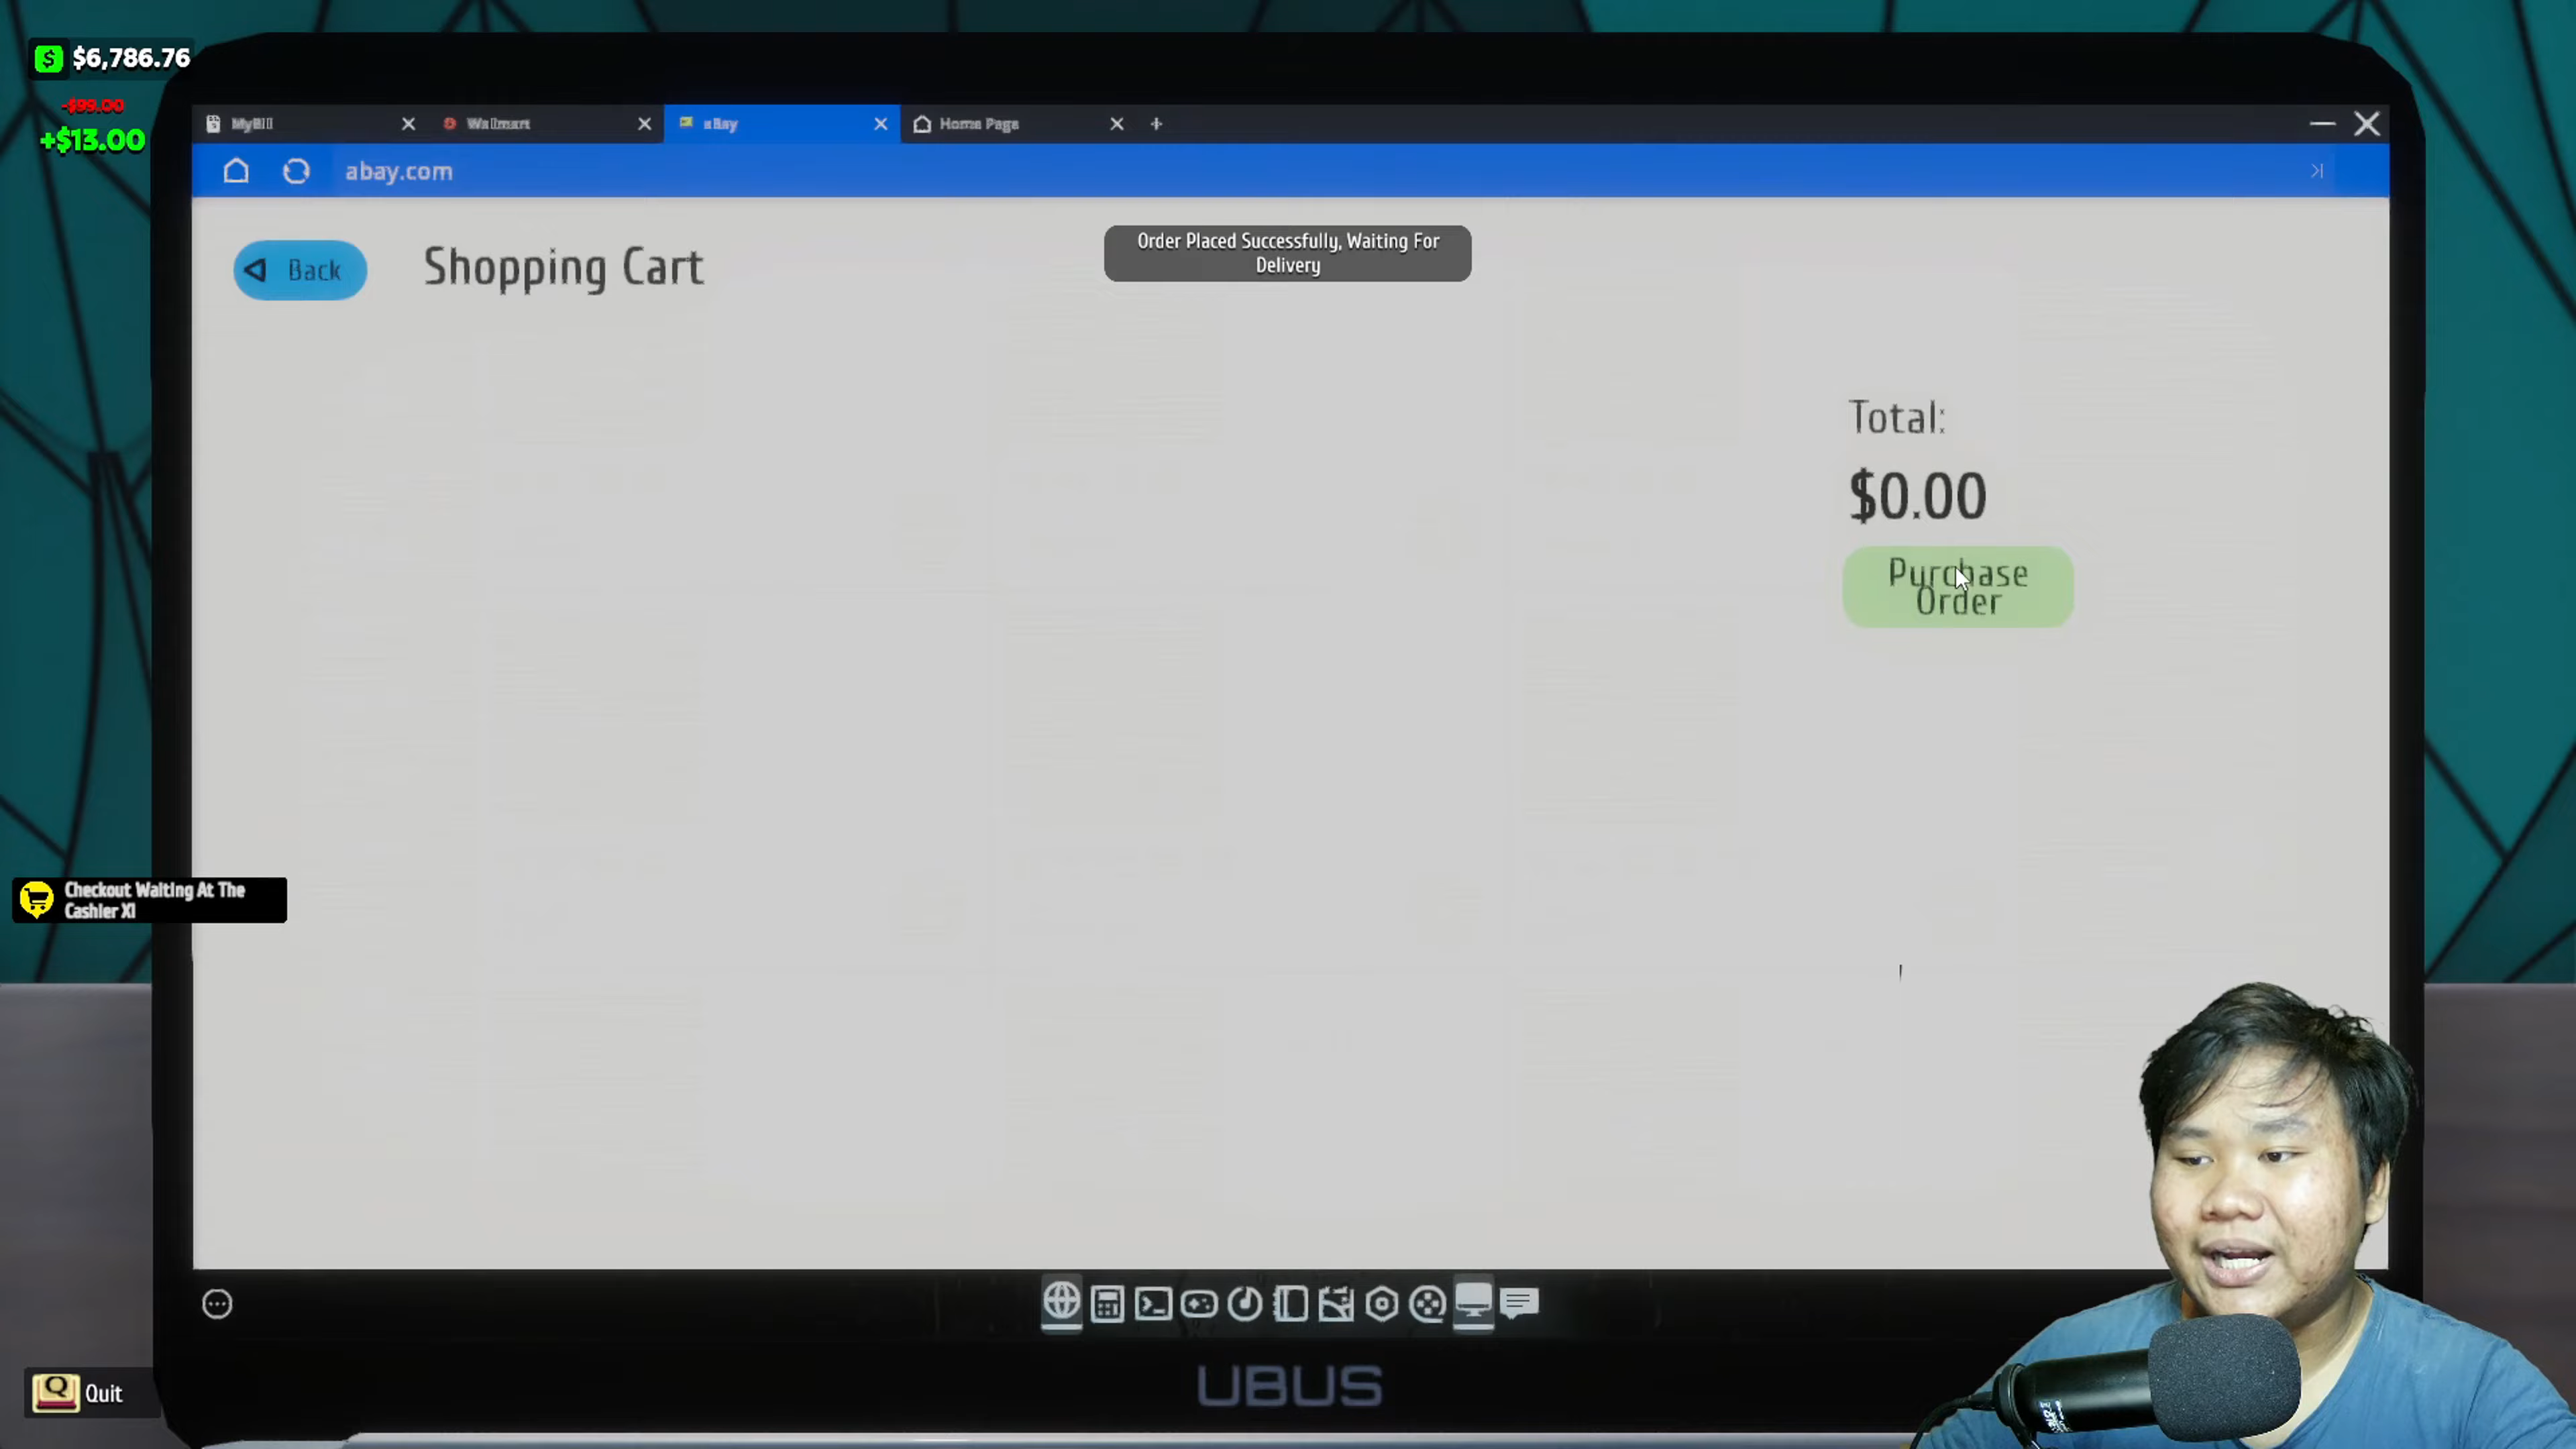 $6,786.76
-$99.00
+$13.00
MyBill
Wallmart
aBay
Home Page
abay.com
Back
Shopping Cart
Order Placed Successfully, Waiting For
Delivery
Total:
$0.00
Purchase
Order
Checkout Waiting At The
Cashier X1
Q Quit
UBUS